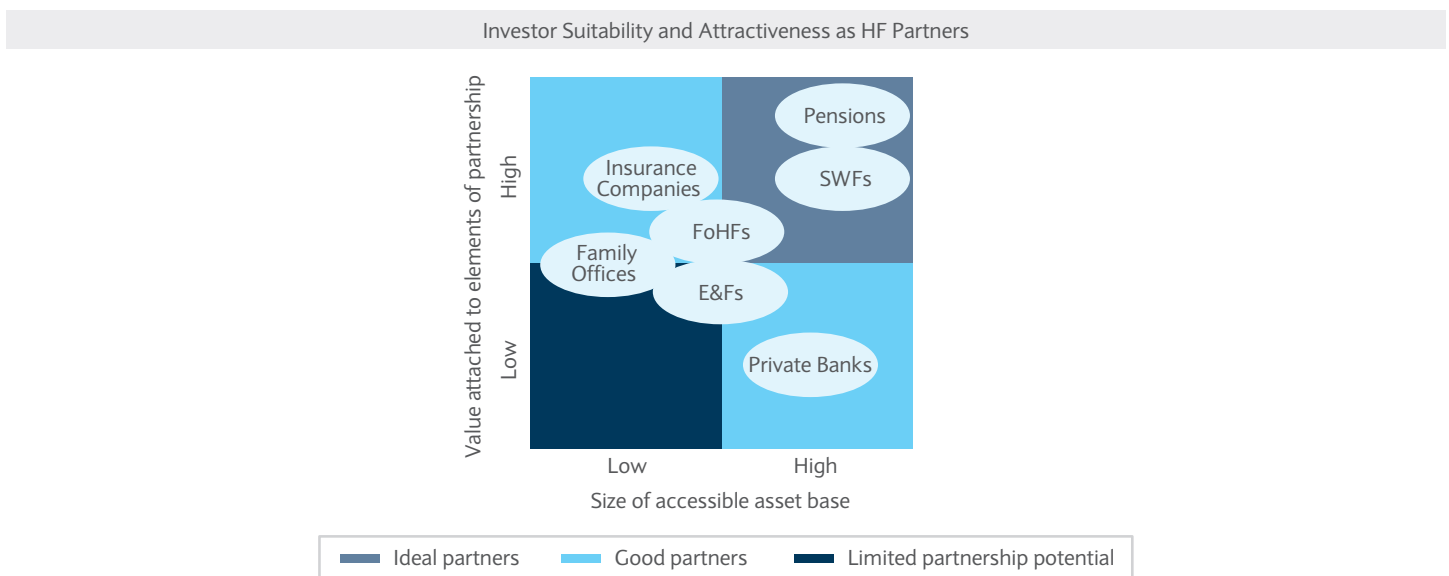 Investor Suitability and Attractiveness as HF Partners
Value attached to elements of partnership
High
Low
Pensions
Insurance
Companies
SWFs
FoHFs
Family
Offices
E&Fs
Private Banks
Low
High
Size of accessible asset base
Ideal partners
Good partners
Limited partnership potential